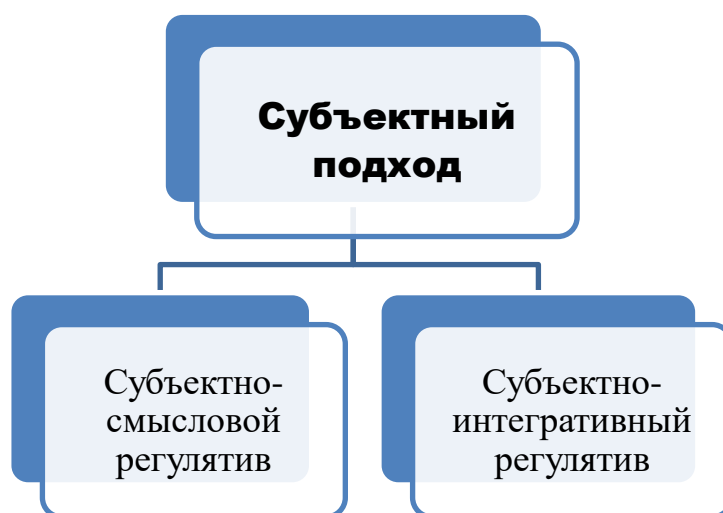 Субъектный
подход
Субъектно-
смысловой
регулятив
Субъектно-
интегративный
регулятив